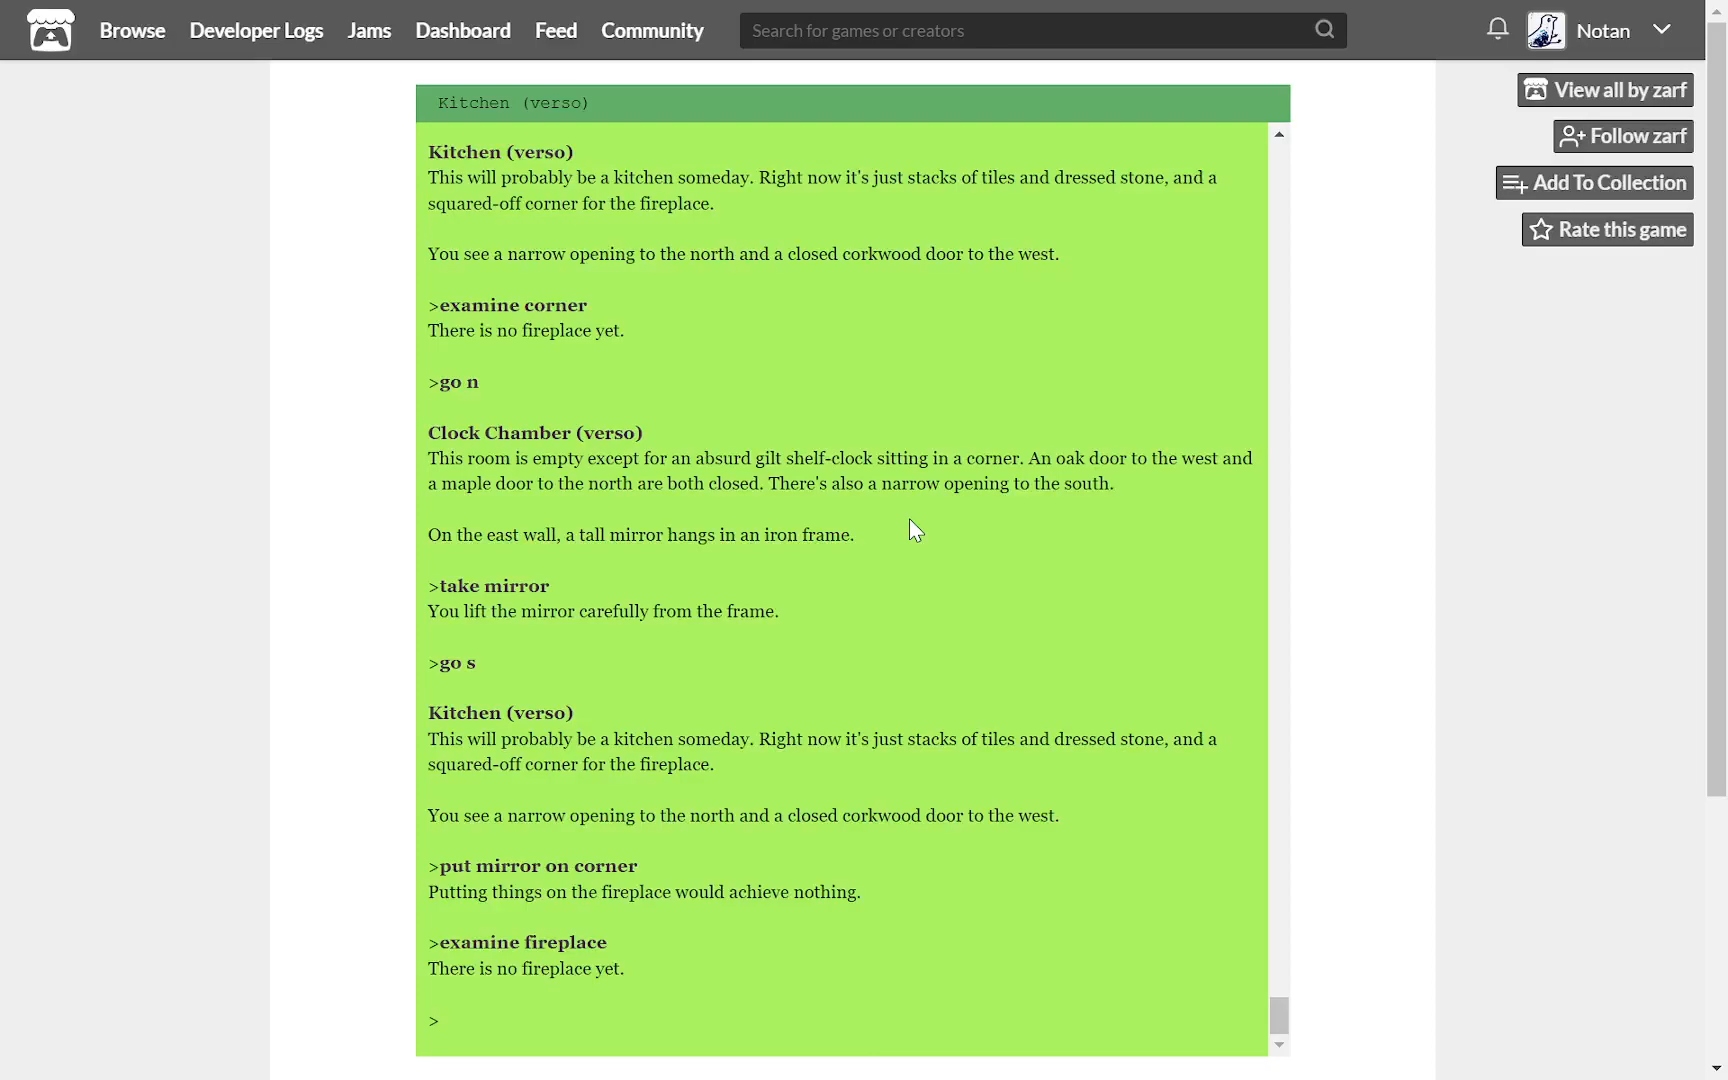 Browse Developer Logs Jams Dashboard Feed Community Search for games or creators Notan
View all by zarf
Follow zarf
Add To Collection
Rate this game
Kitchen (verso)
Kitchen (verso)
This will probably be a kitchen someday. Right now it's just stacks of tiles and dressed stone, and a
squared-off corner for the fireplace.
You see a narrow opening to the north and a closed corkwood door to the west.
>examine corner
There is no fireplace yet.
>go n
Clock Chamber (verso)
This room is empty except for an absurd gilt shelf-clock sitting in a corner. An oak door to the west and
a maple door to the north are both closed. There's also a narrow opening to the south.
On the east wall, a tall mirror hangs in an iron frame.
>take mirror
You lift the mirror carefully from the frame.
>go s
Kitchen (verso)
This will probably be a kitchen someday. Right now it's just stacks of tiles and dressed stone, and a
squared-off corner for the fireplace.
You see a narrow opening to the north and a closed corkwood door to the west.
>put mirror on corner
Putting things on the fireplace would achieve nothing.
>examine fireplace
There is no fireplace yet.
>